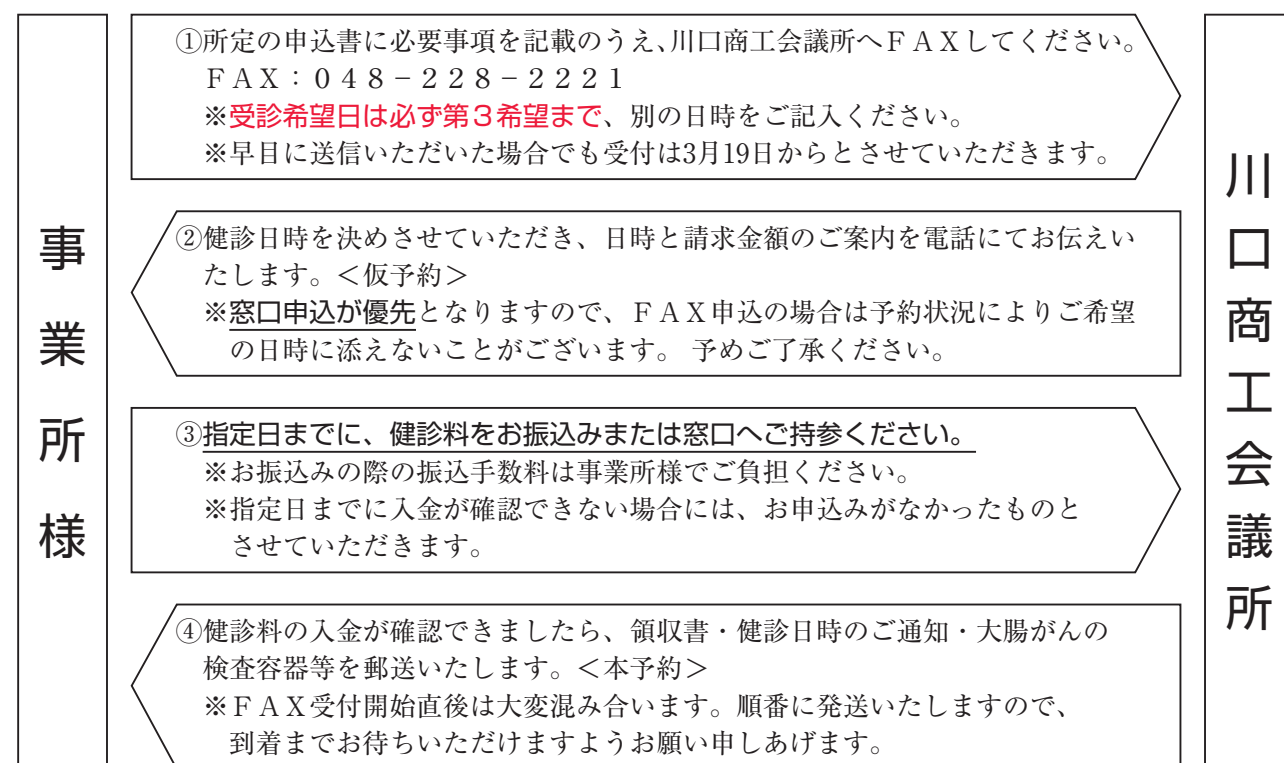 事業所様
①所定の申込書に必要事項を記載のうえ、川口商工会議所へＦＡＸしてください。
ＦＡＸ：０４８－２２８－２２２１
※受診希望日は必ず第３希望まで、別の日時をご記入ください。
※早目に送信いただいた場合でも受付は3月19日からとさせていただきます。
②健診日時を決めさせていただき、日時と請求金額のご案内を電話にてお伝えい
たします。＜仮予約＞
※窓口申込が優先となりますので、ＦＡＸ申込の場合は予約状況によりご希望
の日時に添えないことがございます。 予めご了承ください。
③指定日までに、健診料をお振込みまたは窓口へご持参ください。
※お振込みの際の振込手数料は事業所様でご負担ください。
※指定日までに入金が確認できない場合には、お申込みがなかったものと
させていただきます。
④健診料の入金が確認できましたら、領収書・健診日時のご通知・大腸がんの
検査容器等を郵送いたします。＜本予約＞
※ＦＡＸ受付開始直後は大変混み合います。順番に発送いたしますので、
到着までお待ちいただけますようお願い申しあげます。
川口商工会議所